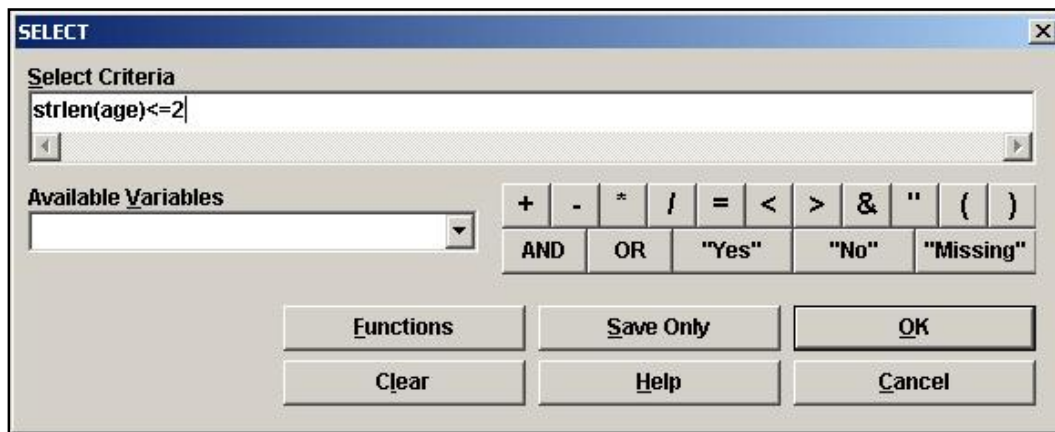 SELECT
Select Criteria
strlen(age)<=2
Available Variables
+ - * / = < > & " ( )
AND OR "Yes" "No" "Missing"
Functions Save Only OK
Clear Help Cancel